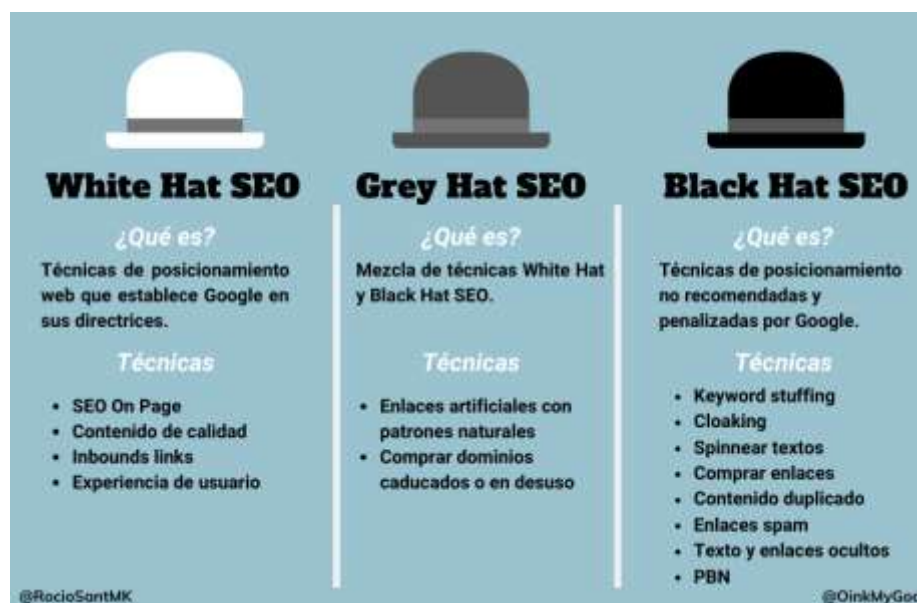 White Hat SEO
¿Qué es?
Técnicas de posicionamiento
web que establece Google en
sus directrices.
Técnicas
• SEO On Page
• Contenido de calidad
• Inbounds links
• Experiencia de usuario
Grey Hat SEO
¿Qué es?
Mezcla de técnicas White Hat
y Black Hat SEO.
Técnicas
• Enlaces artificiales con
patrones naturales
• Comprar dominios
caducados o en desuso
Black Hat SEO
¿Qué es?
Técnicas de posicionamiento
no recomendadas y
penalizadas por Google.
Técnicas
• Keyword stuffing
• Cloaking
• Spinnear textos
• Comprar enlaces
• Contenido duplicado
• Enlaces spam
• Texto y enlaces ocultos
• PBN
@RocioSantMK